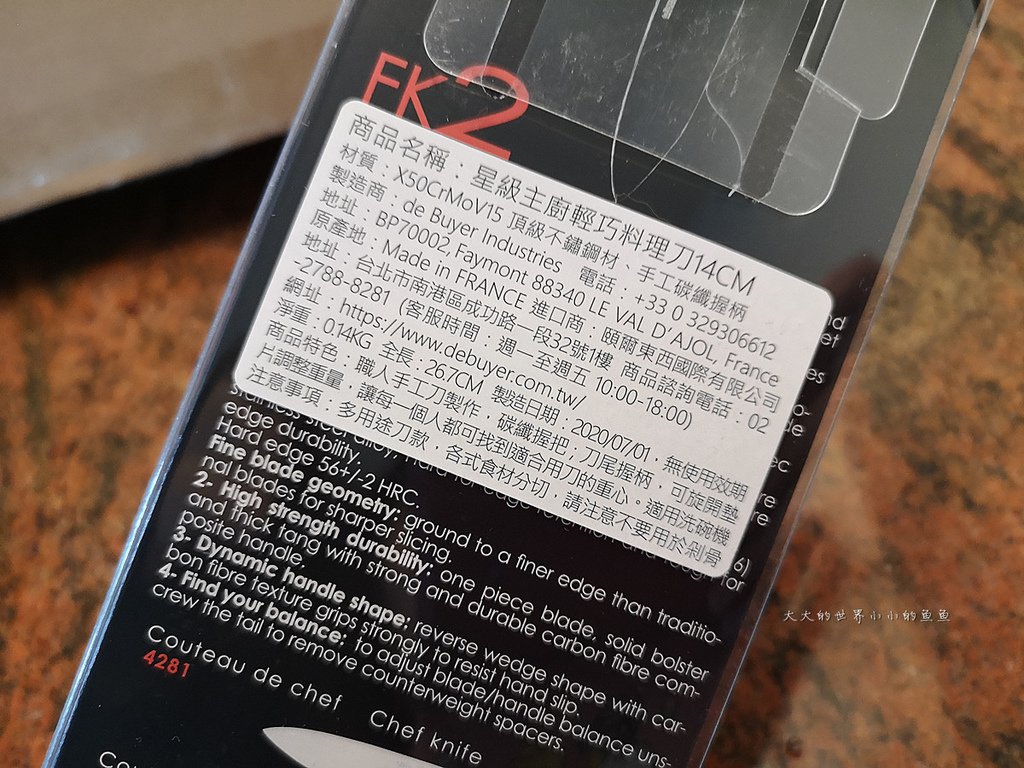 FK2
商品名稱：星級主廚輕巧料理刀14CM
材質：X50CrMoV15 頂級不鏽鋼材、手工碳纖握柄
製造商：de Buyer Industries 電話：+33 0 329306612
地址：BP70002, Faymont 88340 LE VAL D'AJOL, France
原產地：Made in FRANCE 進口商：頤爾東西國際有限公司
地址：台北市南港區成功路一段32號1樓 商品諮詢電話：02
-2788-8281 (客服時間：週一至週五 10:00-18:00)
網址：https://www.debuyer.com.tw/
淨重：0.14KG 全長：26.7CM 製造日期：2020/07/01，無使用效期
商品特色：職人手工刀製作，碳纖握把；刀尾握柄，可旋開墊
片調整重量，讓每一個人都可找到適合用刀的重心。適用洗碗機
注意事項：多用途刀款，各式食材分切，請注意不要用於剁骨
edge durability.
Hard edge 56+/-2 HRC.
Fine blade geometry: ground to a finer edge than traditio-
nal blades for sharper slicing.
2- High strength durability: one piece blade, solid bolster
and thick tang with strong and durable carbon fibre com-
posite handle.
3- Dynamic handle shape: reverse wedge shape with car-
bon fibre texture grips strongly to resist hand slip.
4- Find your balance: to adjust blade/handle balance uns-
crew the tail to remove counterweight spacers.
Couteau de chef Chef knife
4281
大大的世界小小的魚魚